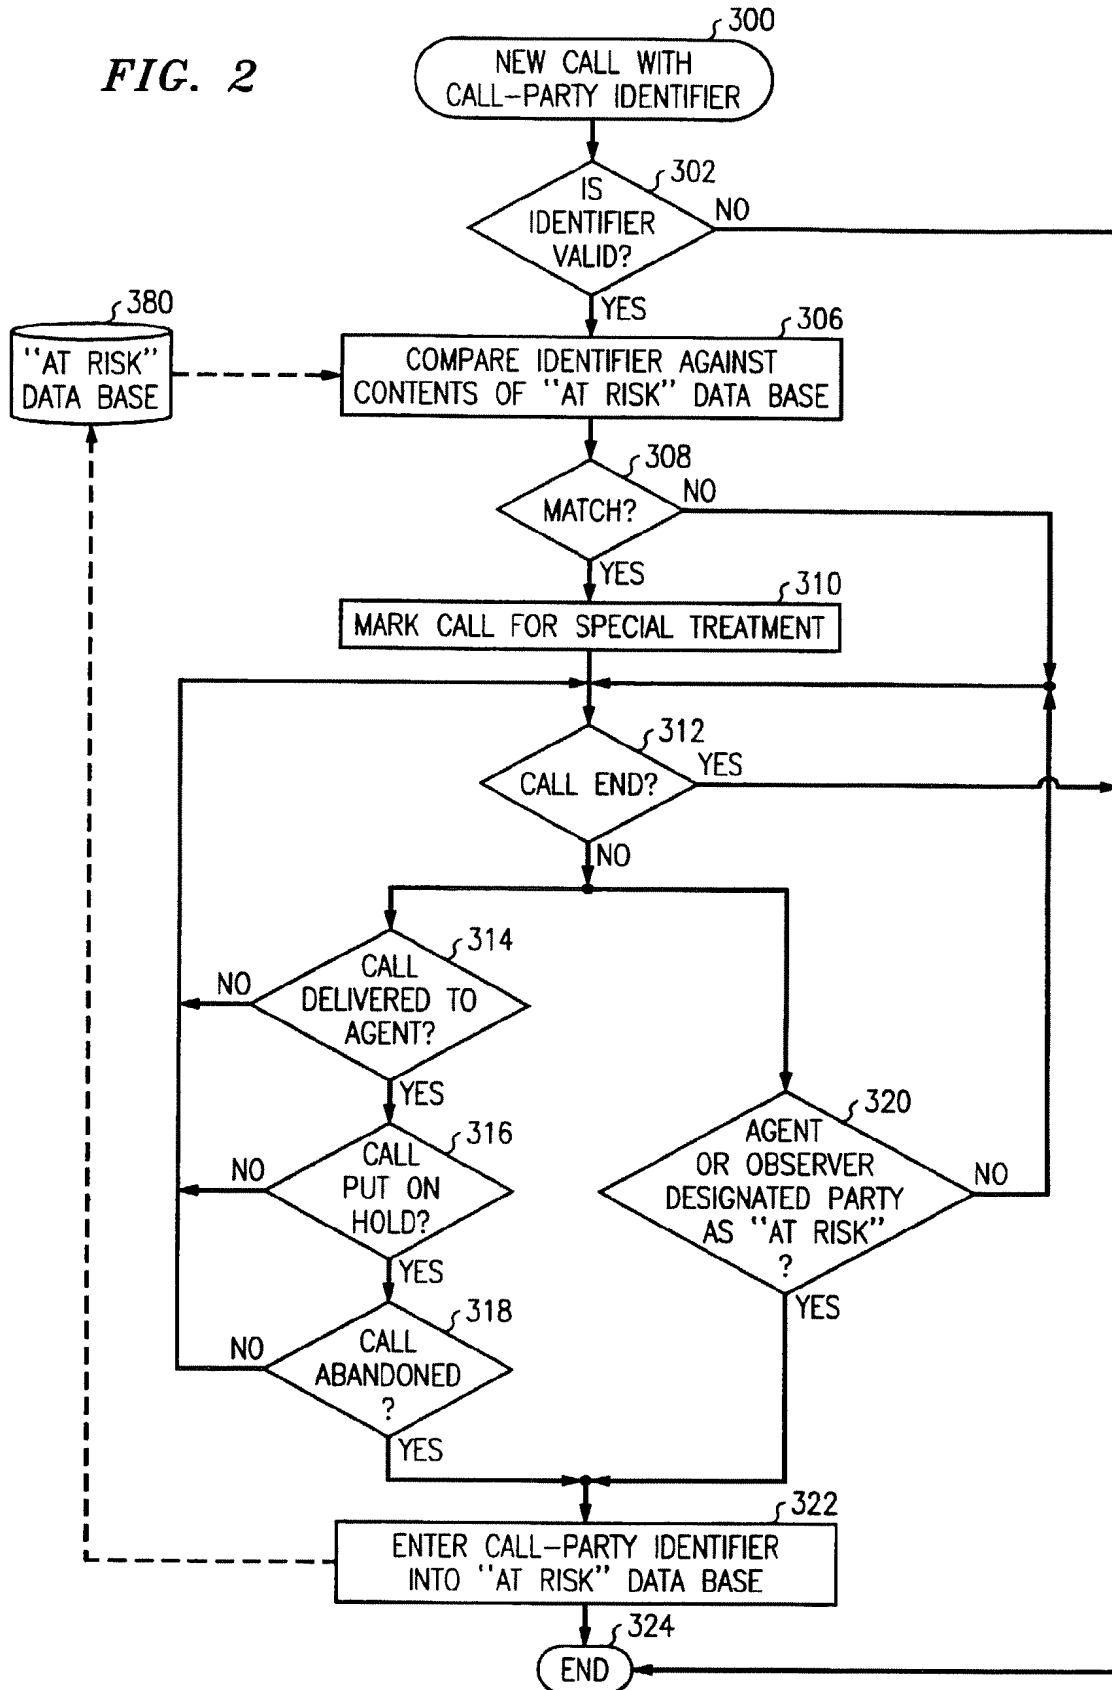 FIG. 2
300
NEW CALL WITH
CALL-PARTY IDENTIFIER
302
IS
IDENTIFIER
VALID?
NO
YES
380
"AT RISK"
DATA BASE
306
COMPARE IDENTIFIER AGAINST
CONTENTS OF "AT RISK" DATA BASE
308
MATCH?
NO
YES
310
MARK CALL FOR SPECIAL TREATMENT
312
CALL END?
YES
NO
314
CALL
DELIVERED TO
AGENT?
NO
YES
316
CALL
PUT ON
HOLD?
NO
YES
318
CALL
ABANDONED
?
NO
YES
320
AGENT
OR OBSERVER
DESIGNATED PARTY
AS "AT RISK"
?
NO
YES
322
ENTER CALL-PARTY IDENTIFIER
INTO "AT RISK" DATA BASE
324
END